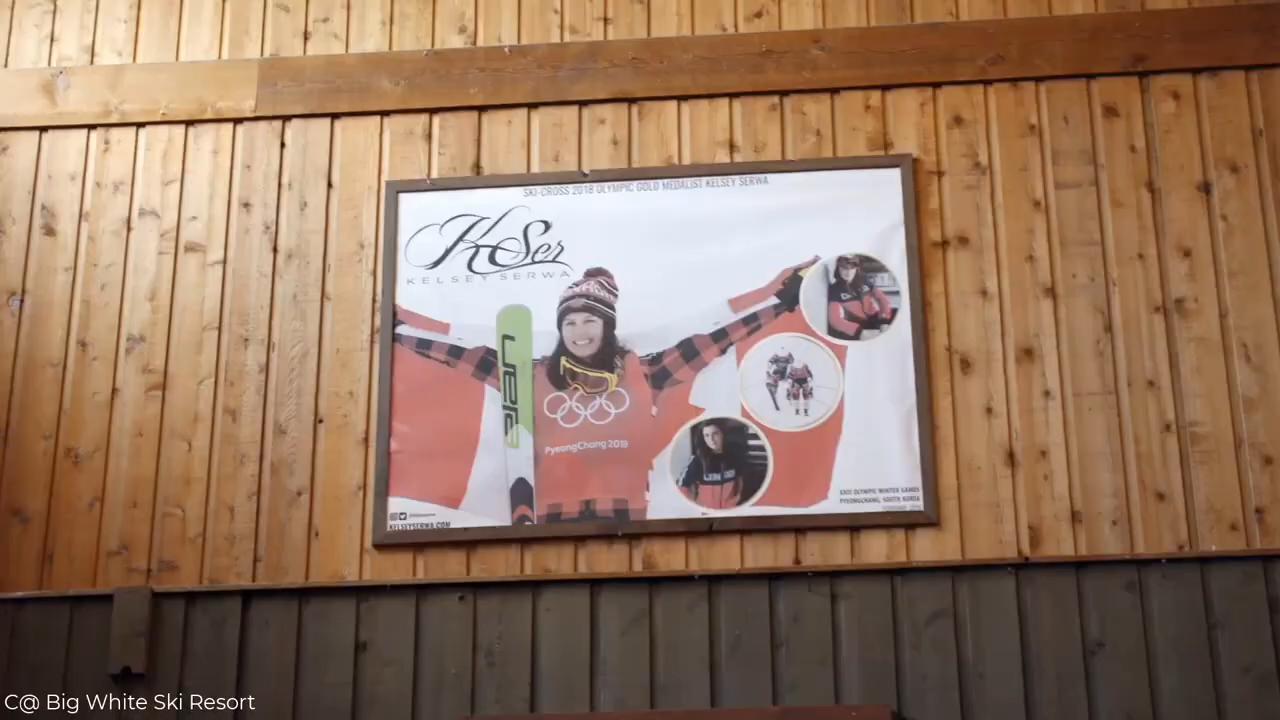 SKI-CROSS 2018 OLYMPIC GOLD MEDALIST KELSEY SERWA
KSer
KELSEY SERWA
PyeongChang 2018
XXIII OLYMPIC WINTER GAMES
PYEONGCHANG, SOUTH KOREA
KELSEYSERWA.COM
C@ Big White Ski Resort